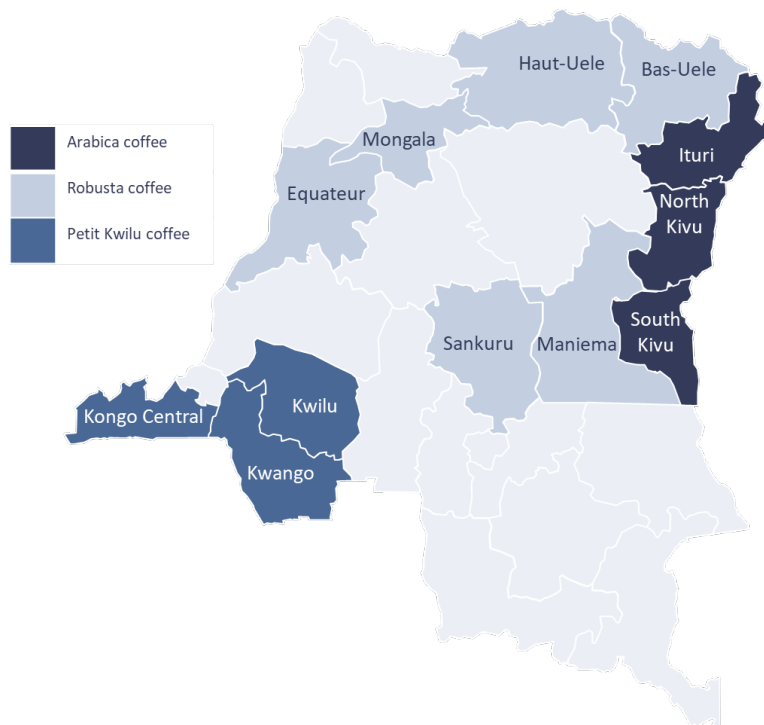 Haut-Uele
Bas-Uele
Arabica coffee
Mongala
Ituri
Robusta coffee
Equateur
North
Kivu
Petit Kwilu coffee
South
Kivu
Sankuru
Maniema
Kwilu
Kongo Central
Kwango